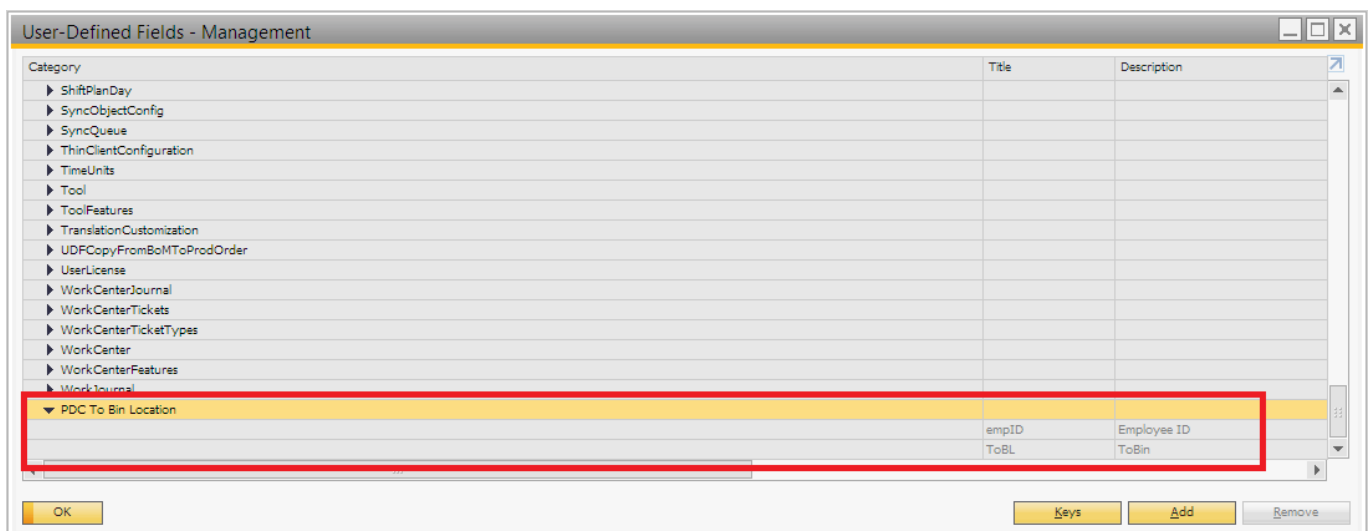 User-Defined Fields - Management
Category Title Description
ShiftPlanDay
SyncObjectConfig
SyncQueue
ThinClientConfiguration
TimeUnits
Tool
ToolFeatures
TranslationCustomization
UDFCopyFromBoMToProdOrder
UserLicense
WorkCenterJournal
WorkCenterTickets
WorkCenterTicketTypes
WorkCenter
WorkCenterFeatures
WorkJournal
PDC To Bin Location
empID Employee ID
ToBL ToBin
OK Keys Add Remove